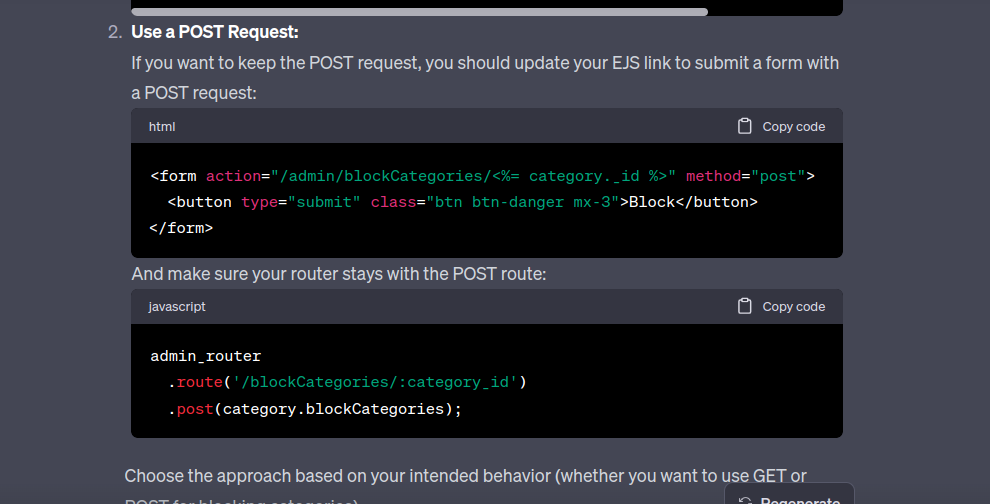 2. Use a POST Request:
If you want to keep the POST request, you should update your EJS link to submit a form with
a POST request:
html Copy code
<form action="/admin/blockCategories/<%= category._id %>" method="post">
<button type="submit" class="btn btn-danger mx-3">Block</button>
</form>
And make sure your router stays with the POST route:
javascript Copy code
admin_router
.route('/blockCategories/:category_id')
.post(category.blockCategories);
Choose the approach based on your intended behavior (whether you want to use GET or
POST for blocking categories).
Regenerate